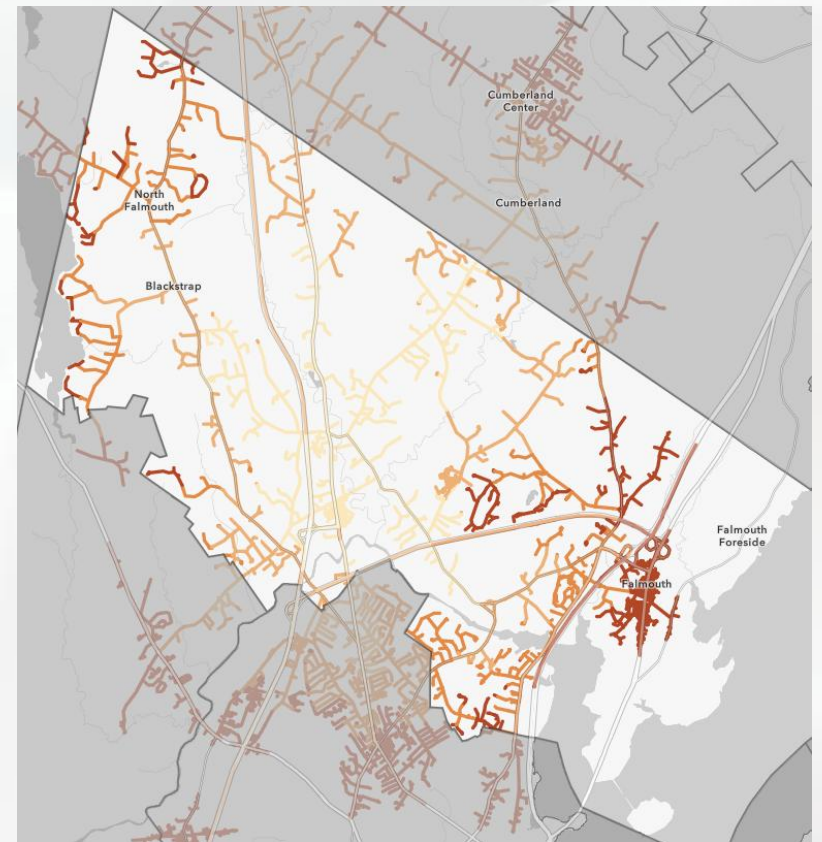 Cumberland
Center
North
Falmouth
Cumberland
Blackstrap
Falmouth
Foreside
Falmouth